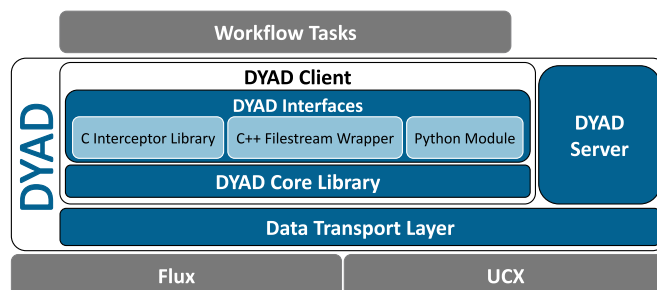 Workflow Tasks
DYAD
DYAD Client
DYAD Interfaces
C Interceptor Library
C++ Filestream Wrapper
Python Module
DYAD Core Library
DYAD
Server
Data Transport Layer
Flux
UCX